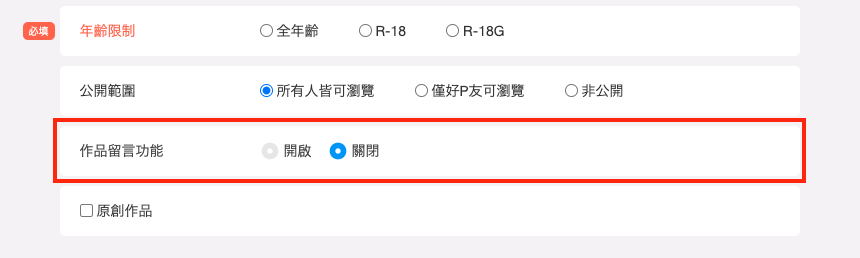 必填 年齡限制 全年齡 R-18 R-18G
公開範圍 所有人皆可瀏覽 僅好P友可瀏覽 非公開
作品留言功能 開啟 關閉
原創作品